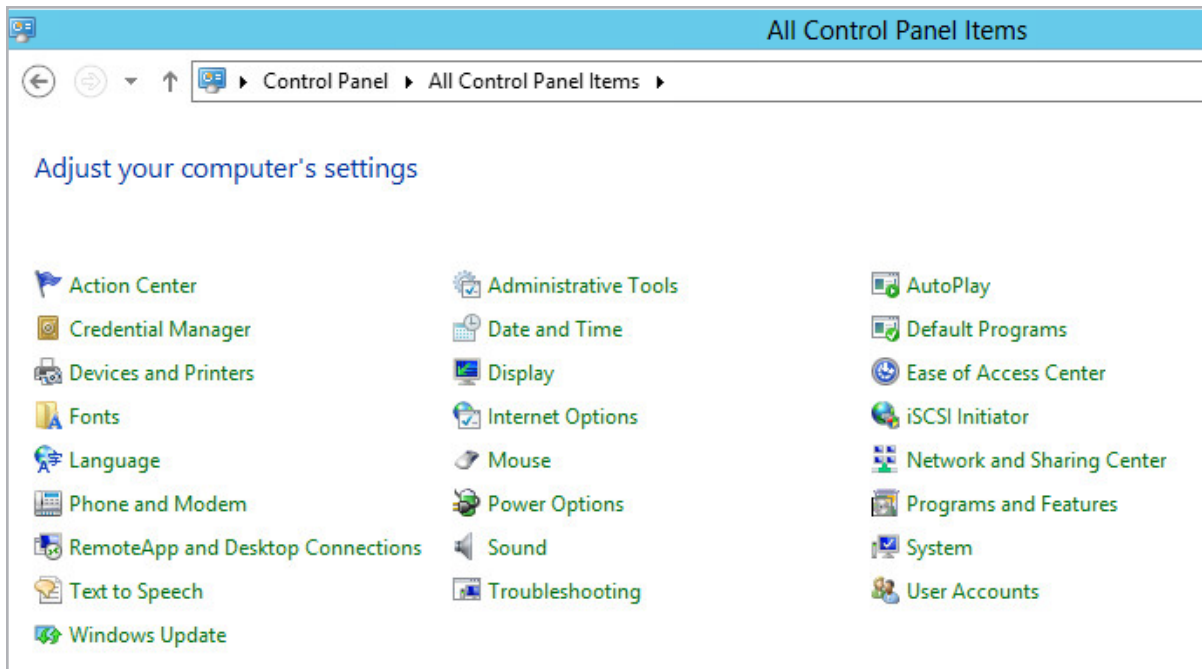 All Control Panel Items
Control Panel All Control Panel Items
Adjust your computer's settings
Action Center Administrative Tools AutoPlay
Credential Manager Date and Time Default Programs
Devices and Printers Display Ease of Access Center
Fonts Internet Options iSCSI Initiator
Language Mouse Network and Sharing Center
Phone and Modem Power Options Programs and Features
RemoteApp and Desktop Connections Sound System
Text to Speech Troubleshooting User Accounts
Windows Update